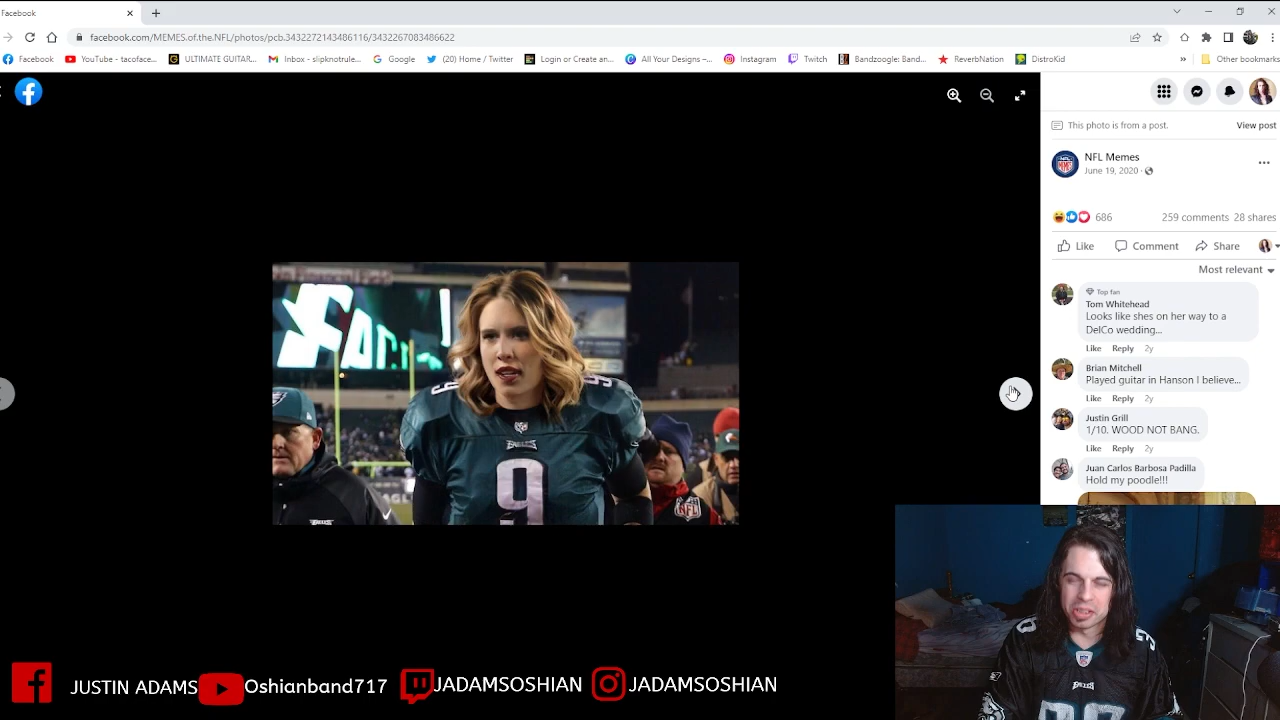 Facebook
facebook.com/MEMES.of.the.NFL/photos/pcb.3432272143486116/3432267083486622
Facebook
YouTube - tacoface...
ULTIMATE GUITAR...
Inbox - slipknotrule...
Google
(20) Home / Twitter
Login or Create an...
All Your Designs –...
Instagram
Twitch
Bandzoogle: Band...
ReverbNation
DistroKid
»
Other bookmarks
This photo is from a post.
View post
NFL Memes
June 19, 2020 ·
686
259 comments 28 shares
Like
Comment
Share
Most relevant
Top fan
Tom Whitehead
Looks like shes on her way to a
DelCo wedding...
Like Reply 2y
Brian Mitchell
Played guitar in Hanson I believe...
Like Reply 2y
Justin Grill
1/10. WOOD NOT BANG.
Like Reply 2y
Juan Carlos Barbosa Padilla
Hold my poodle!!!
9
9
EAGLES
9
NFL
EAGLES
JUSTIN ADAMS
Oshianband717
JADAMSOSHIAN
JADAMSOSHIAN